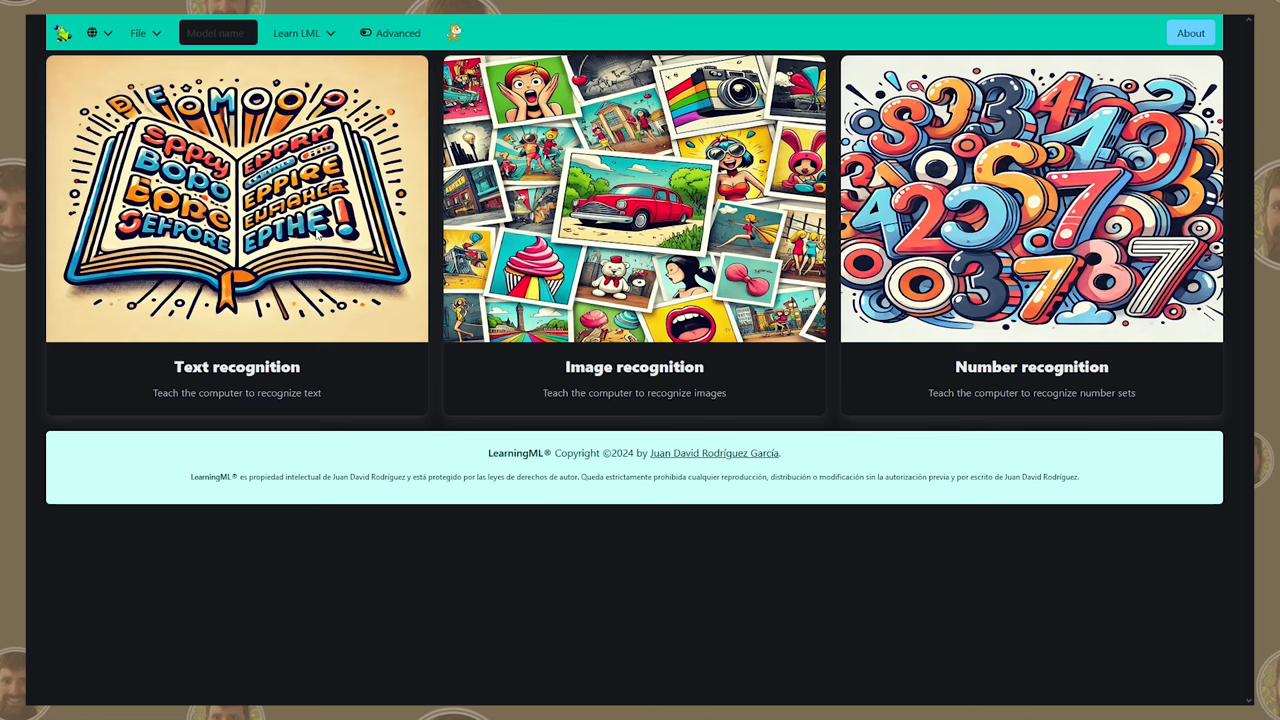 File
Model name
Learn LML
Advanced
About
Text recognition
Teach the computer to recognize text
Image recognition
Teach the computer to recognize images
Number recognition
Teach the computer to recognize number sets
LearningML® Copyright ©2024 by Juan David Rodríguez García.
LearningML® es propiedad intelectual de Juan David Rodríguez y está protegido por las leyes de derechos de autor. Queda estrictamente prohibida cualquier reproducción, distribución o modificación sin la autorización previa y por escrito de Juan David Rodríguez.